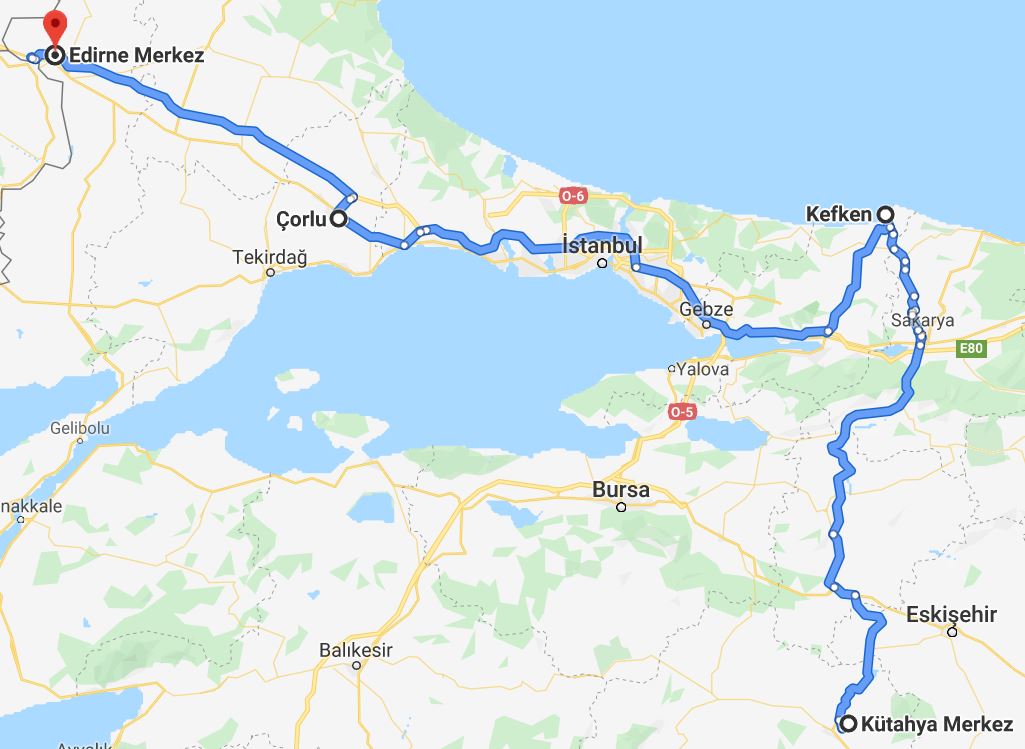 Edirne Merkez
O-6
Kefken
Çorlu
İstanbul
Tekirdağ
Gebze
Sakarya
E80
Yalova
O-5
Gelibolu
Bursa
nakkale
Eskişehir
Balıkesir
Kütahya Merkez